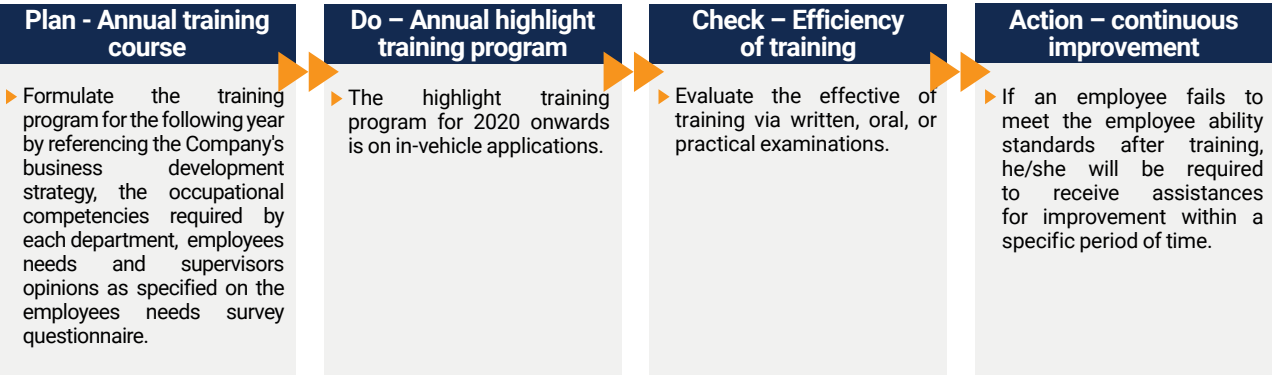 Plan - Annual training
course
Formulate the training
program for the following year
by referencing the Company's
business development
strategy, the occupational
competencies required by
each department, employees
needs and supervisors
opinions as specified on the
employees needs survey
questionnaire.
Do – Annual highlight
training program
The highlight training
program for 2020 onwards
is on in-vehicle applications.
Check – Efficiency
of training
Evaluate the effective of
training via written, oral, or
practical examinations.
Action – continuous
improvement
If an employee fails to
meet the employee ability
standards after training,
he/she will be required
to receive assistances
for improvement within a
specific period of time.